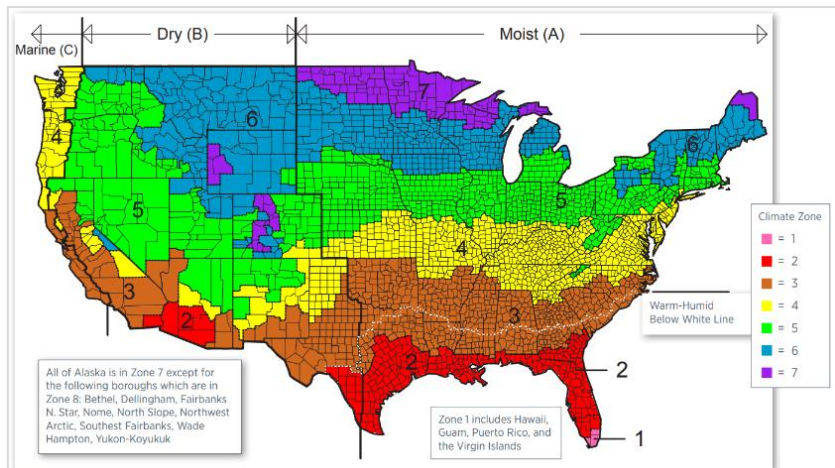 Marine (C)
Dry (B)
Moist (A)
7
6
4
6
5
5
4
3
3
2
2
2
1
Climate Zone
= 1
= 2
= 3
= 4
= 5
= 6
= 7
Warm-Humid
Below White Line
All of Alaska is in Zone 7 except for
the following boroughs which are in
Zone 8: Bethel, Dellingham, Fairbanks
N. Star, Nome, North Slope, Northwest
Arctic, Southest Fairbanks, Wade
Hampton, Yukon-Koyukuk
Zone 1 includes Hawaii,
Guam, Puerto Rico, and
the Virgin Islands